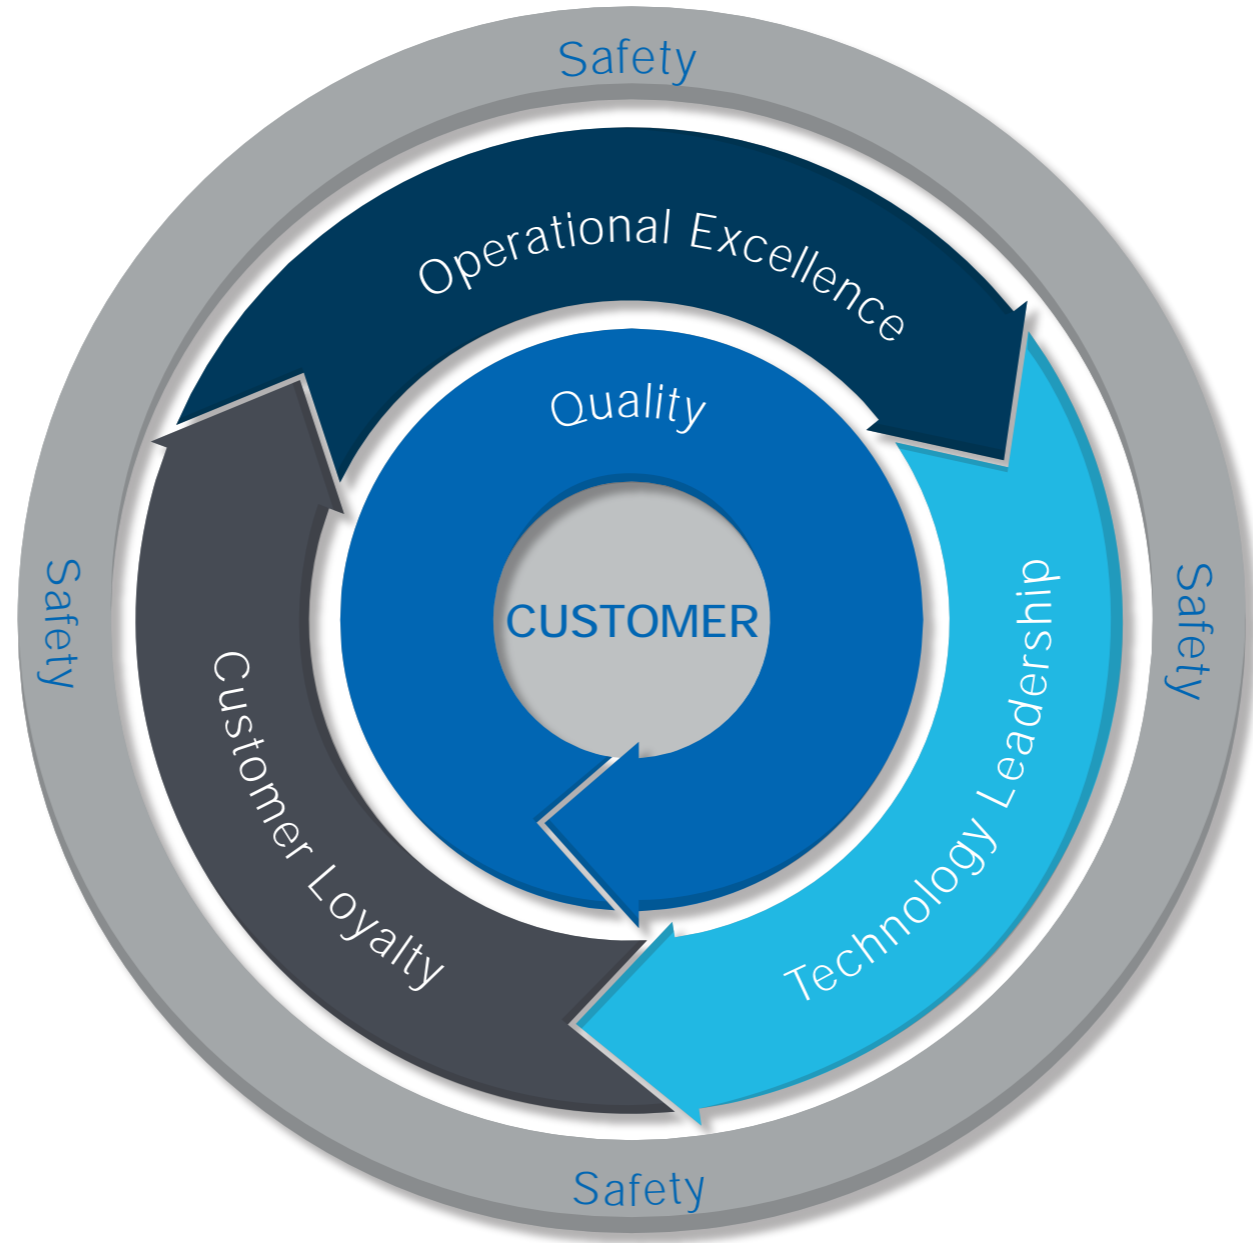 Safety
Operational Excellence
Quality
CUSTOMER
Safety
Safety
Technology Leadership
Customer Loyalty
Safety